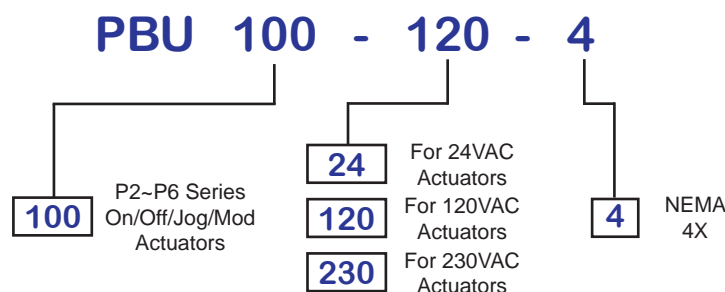 PBU 100 - 120 - 4
100
P2~P6 Series
On/Off/Jog/Mod
Actuators
24
For 24VAC
Actuators
120
For 120VAC
Actuators
230
For 230VAC
Actuators
4
NEMA
4X